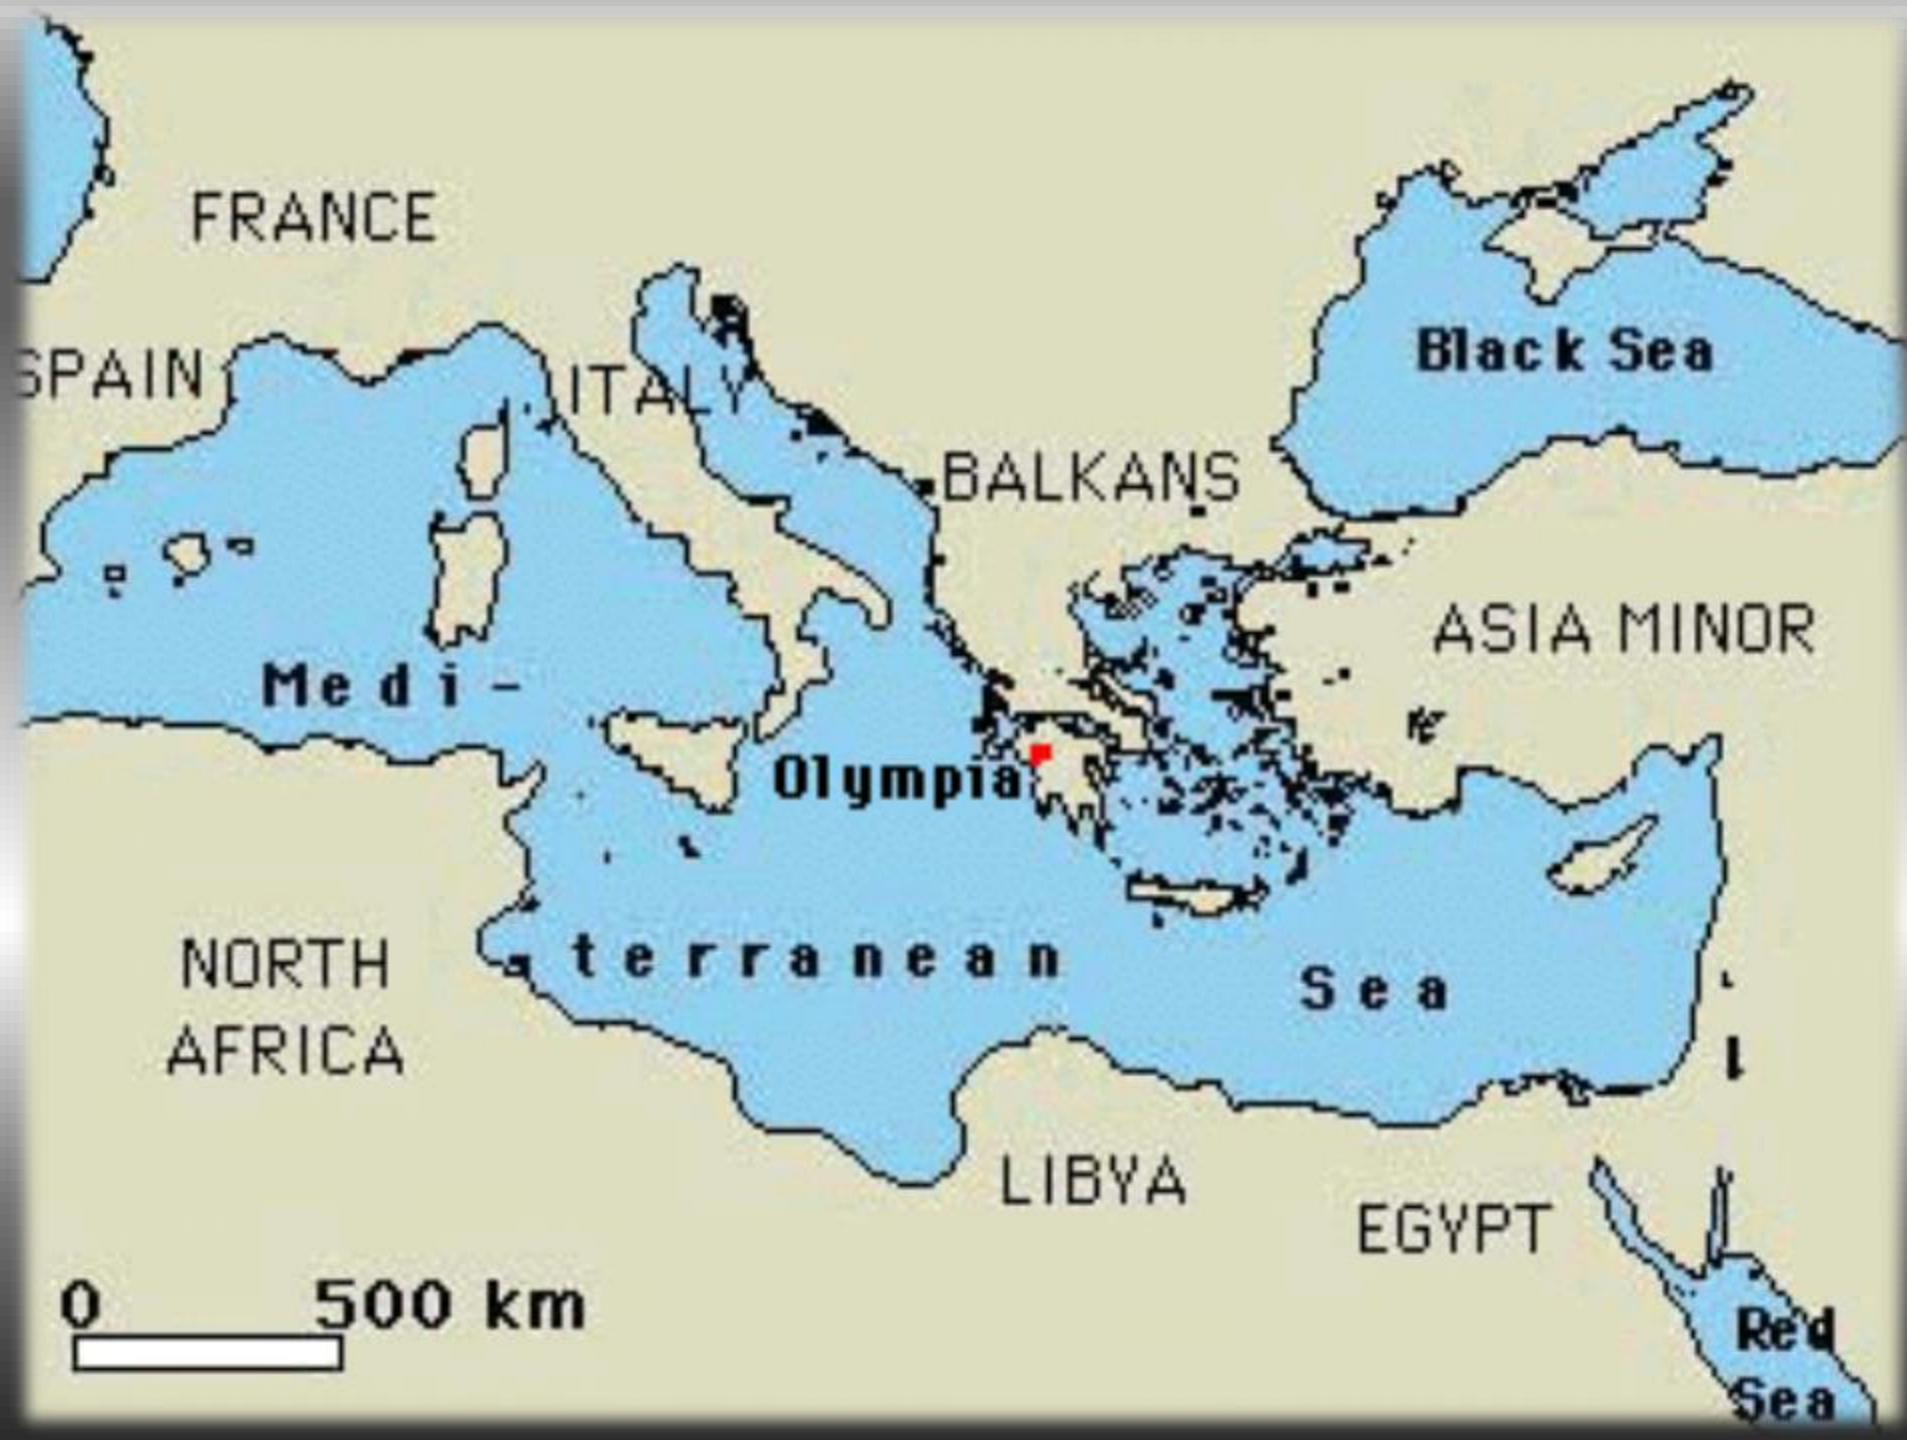 FRANCE
SPAIN
ITALY
Black Sea
BALKANS
ASIA MINOR
Medi-
Olympia
terranean
Sea
NORTH
AFRICA
LIBYA
EGYPT
0 500 km
Red
Sea